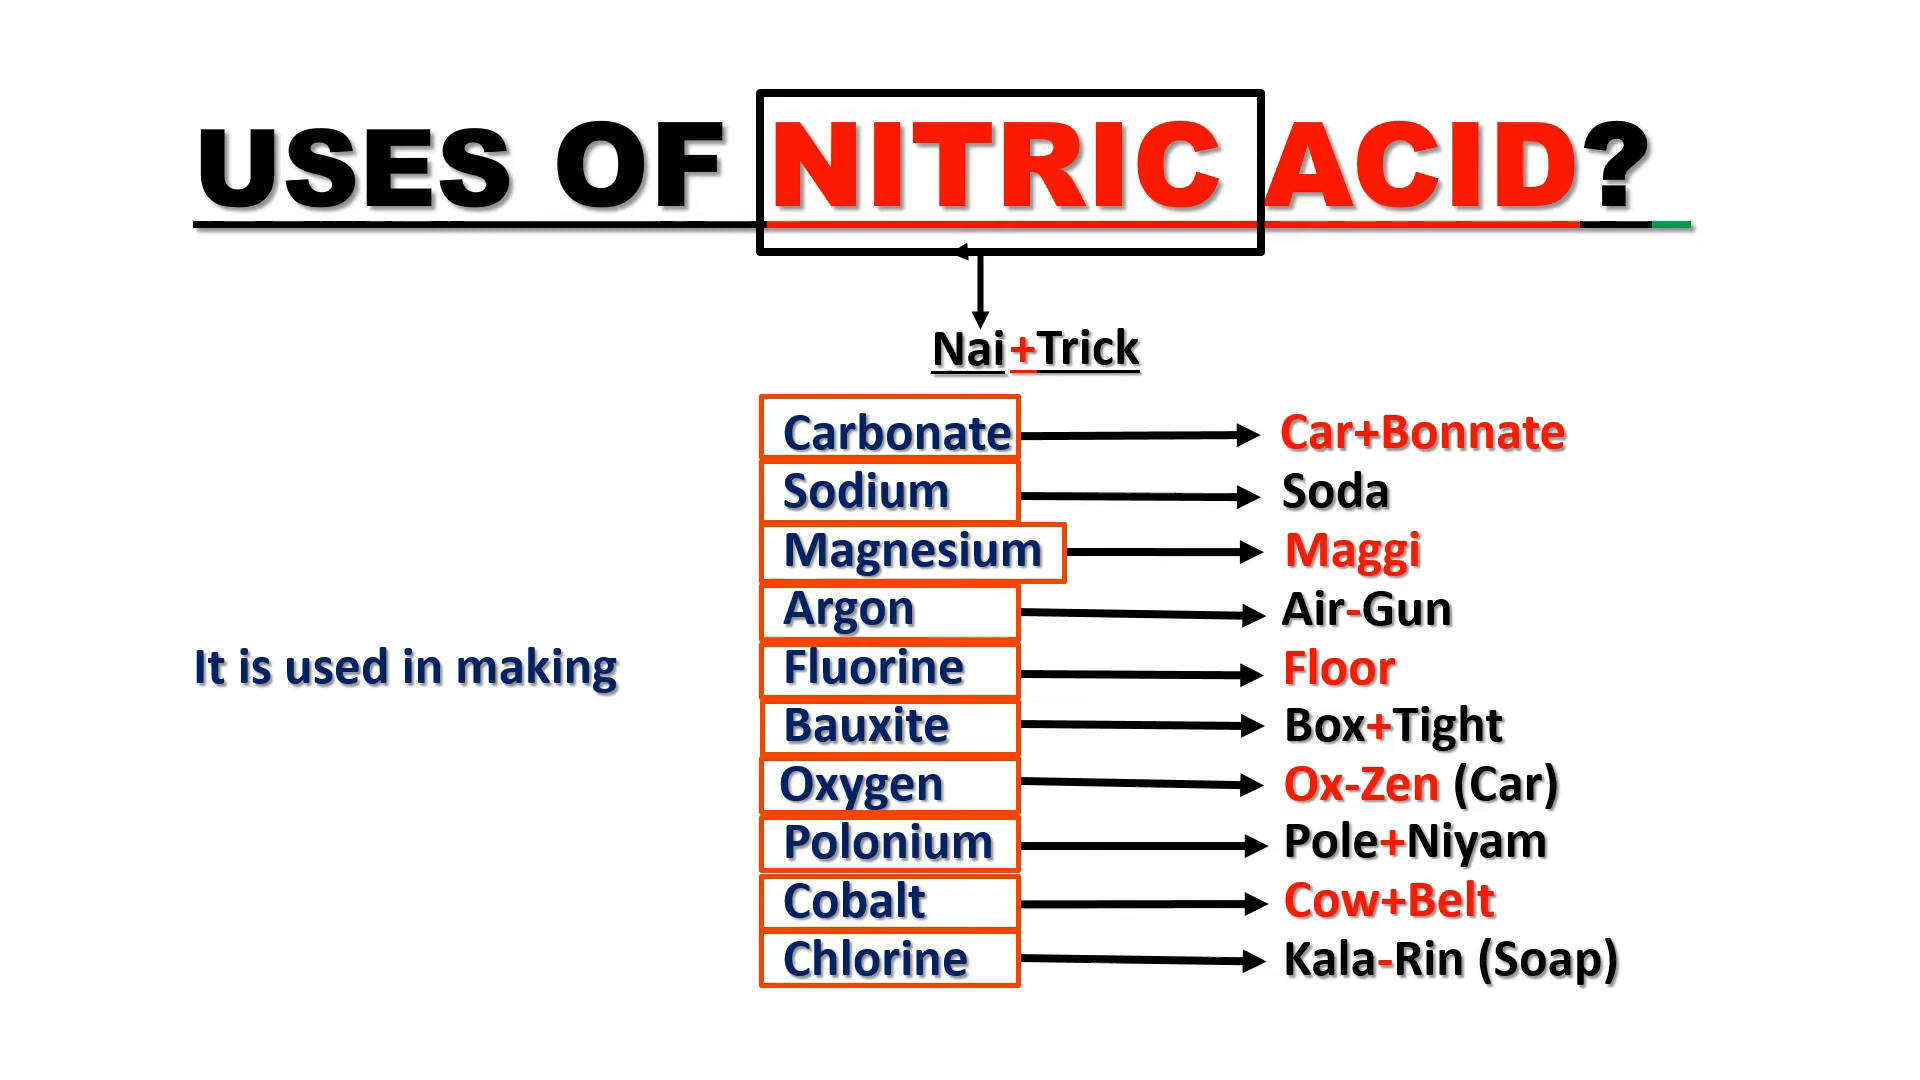 USES OF NITRIC ACID?
Nai+Trick
Carbonate Car+Bonnate
Sodium Soda
Magnesium Maggi
Argon Air-Gun
It is used in making Fluorine Floor
Bauxite Box+Tight
Oxygen Ox-Zen (Car)
Polonium Pole+Niyam
Cobalt Cow+Belt
Chlorine Kala-Rin (Soap)